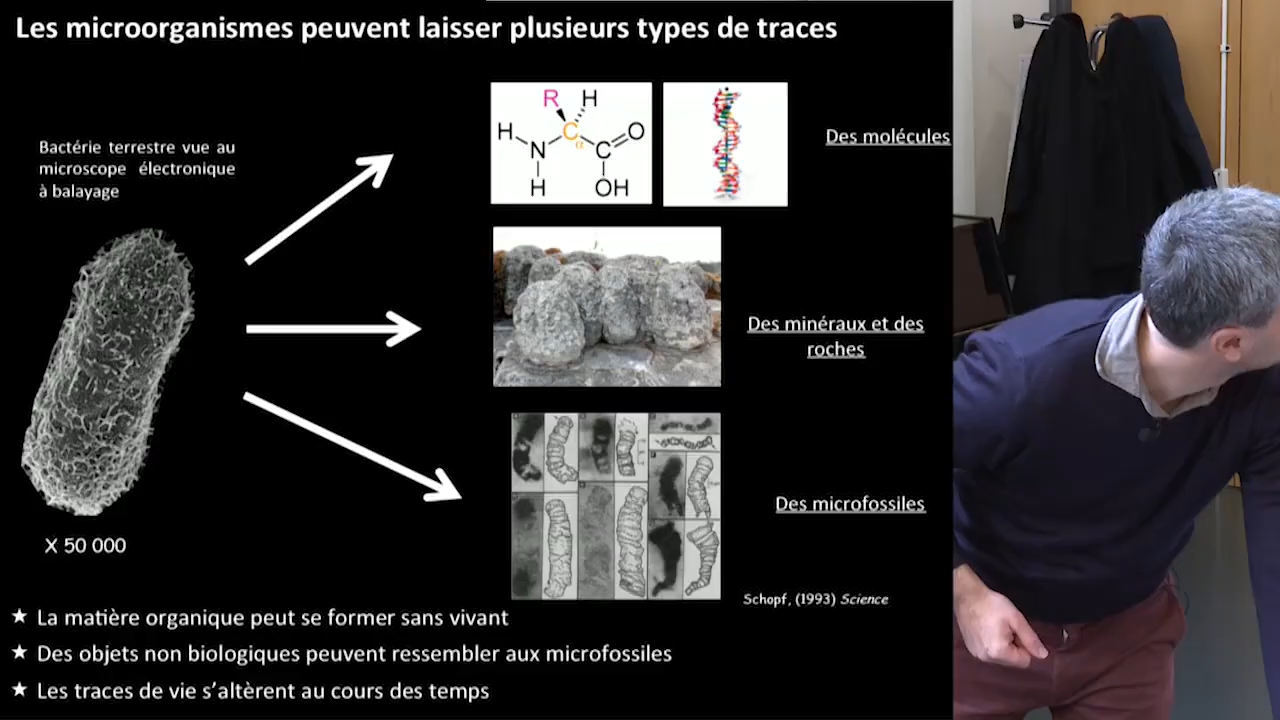 Les microorganismes peuvent laisser plusieurs types de traces
Bactérie terrestre vue au
microscope électronique
à balayage
X 50 000
R
H
H
C
α
O
N
C
H
OH
Des molécules
Des minéraux et des
roches
Des microfossiles
Schopf, (1993) Science
★ La matière organique peut se former sans vivant
★ Des objets non biologiques peuvent ressembler aux microfossiles
★ Les traces de vie s’altèrent au cours des temps